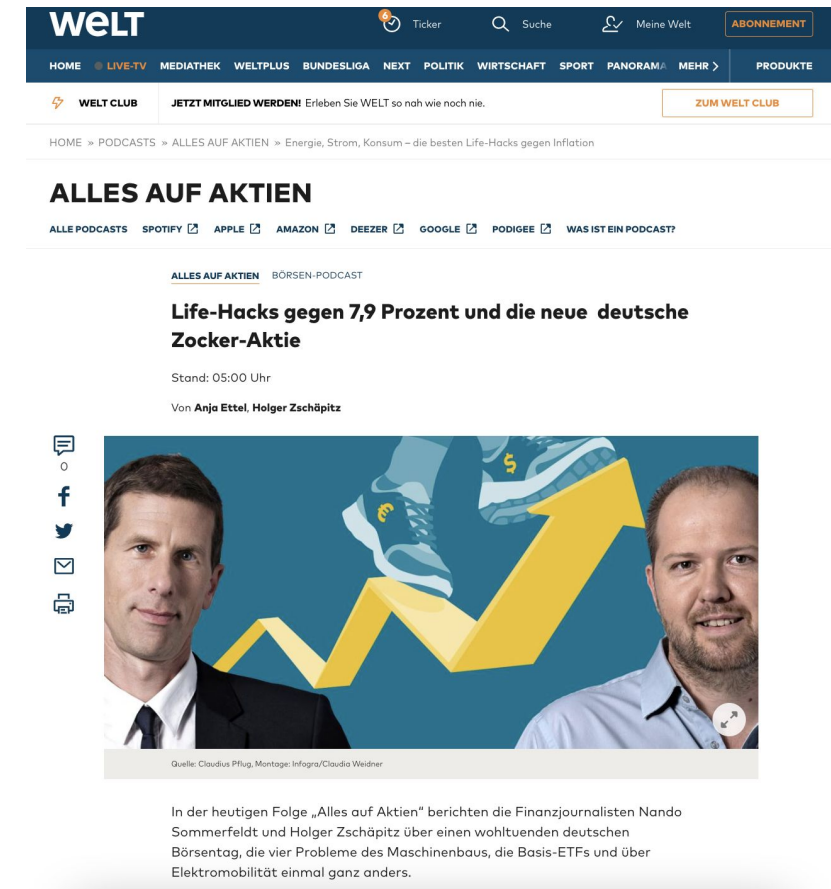 WELT
6
Ticker
Suche
Meine Welt
ABONNEMENT
HOME LIVE-TV MEDIATHEK WELTPLUS BUNDESLIGA NEXT POLITIK WIRTSCHAFT SPORT PANORAMA MEHR PRODUKTE
WELT CLUB JETZT MITGLIED WERDEN! Erleben Sie WELT so nah wie noch nie. ZUM WELT CLUB
HOME » PODCASTS » ALLES AUF AKTIEN » Energie, Strom, Konsum – die besten Life-Hacks gegen Inflation
ALLES AUF AKTIEN
ALLE PODCASTS SPOTIFY APPLE AMAZON DEEZER GOOGLE PODIGEE WAS IST EIN PODCAST?
ALLES AUF AKTIEN BÖRSEN-PODCAST
Life-Hacks gegen 7,9 Prozent und die neue deutsche
Zocker-Aktie
Stand: 05:00 Uhr
Von Anja Ettel, Holger Zschäpitz
0
€
$
Quelle: Claudius Pflug, Montage: Infogra/Claudia Weidner
In der heutigen Folge „Alles auf Aktien“ berichten die Finanzjournalisten Nando
Sommerfeldt und Holger Zschäpitz über einen wohltuenden deutschen
Börsentag, die vier Probleme des Maschinenbaus, die Basis-ETFs und über
Elektromobilität einmal ganz anders.